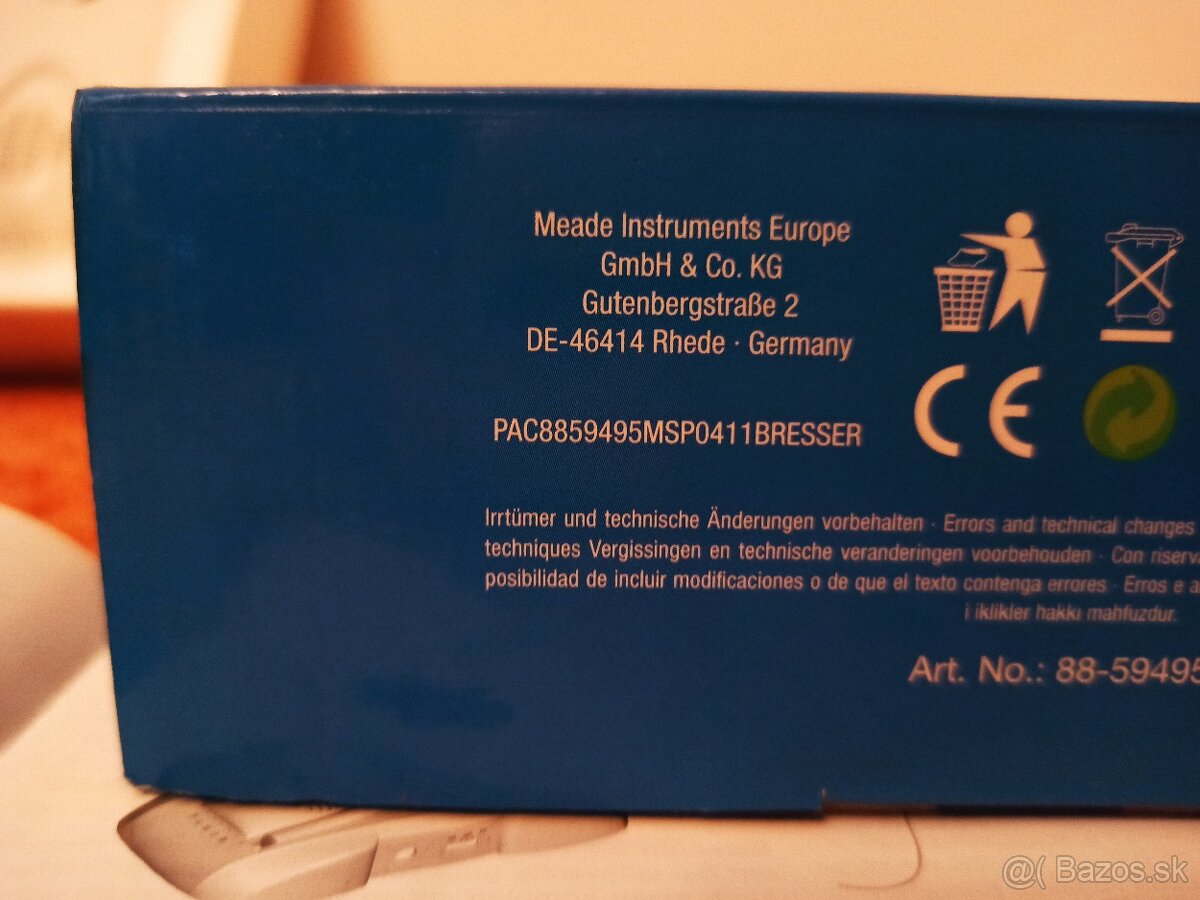 Meade Instruments Europe
GmbH & Co. KG
Gutenbergstraße 2
DE-46414 Rhede · Germany
CE
PAC8859495MSP0411BRESSER
Irrtümer und technische Änderungen vorbehalten · Errors and technical changes
techniques Vergissingen en technische veranderingen voorbehouden · Con riserva
posibilidad de incluir modificaciones o de que el texto contenga errores · Erros e a
i iklikler hakkı mahfuzdur.
Art. No.: 88-59495
@( Bazos.sk